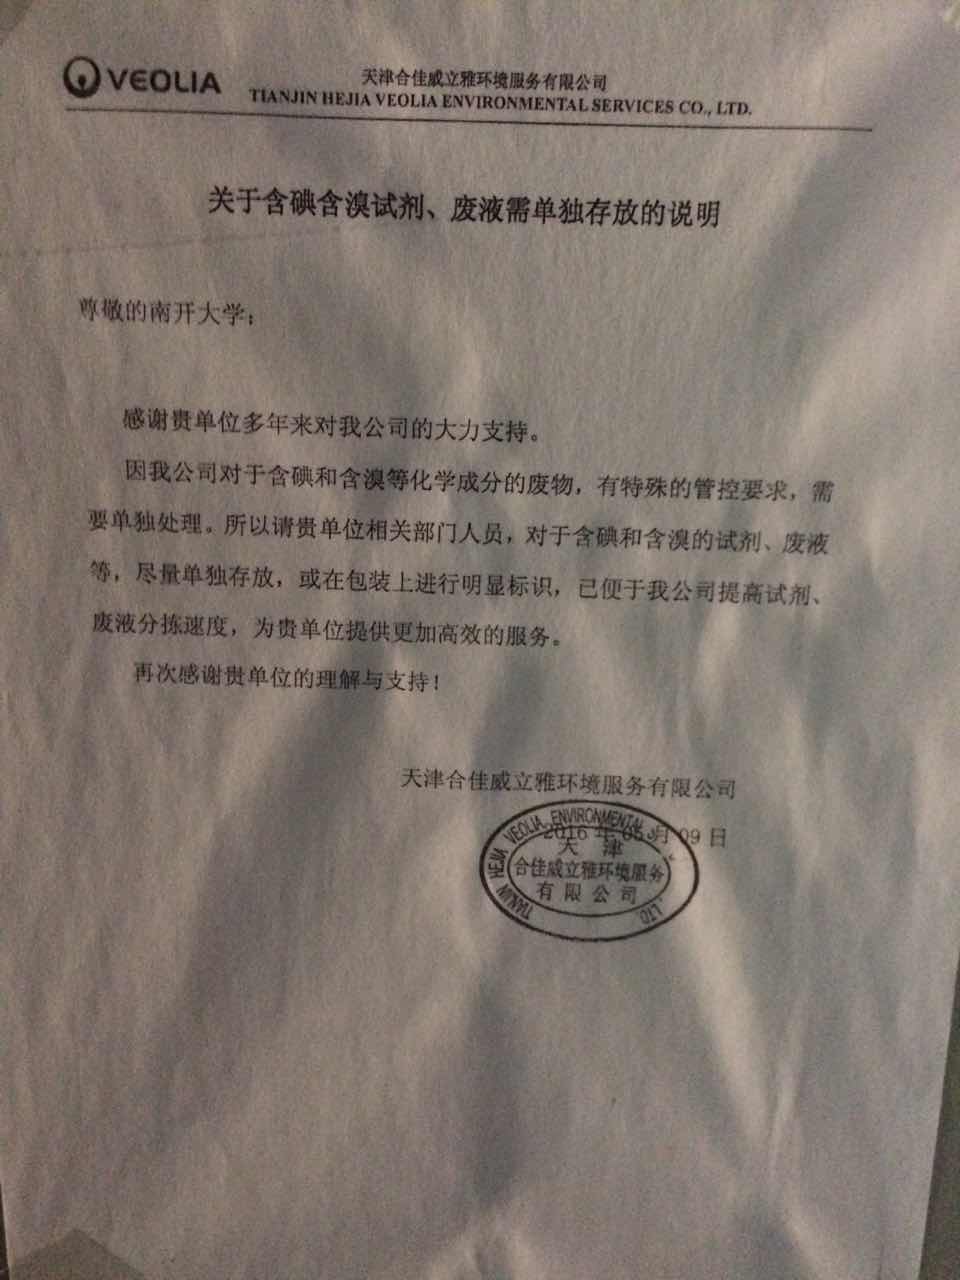 VEOLIA
天津合佳威立雅环境服务有限公司
TIANJIN HEJIA VEOLIA ENVIRONMENTAL SERVICES CO., LTD.
关于含碘含溴试剂、废液需单独存放的说明
尊敬的南开大学：
感谢贵单位多年来对我公司的大力支持。
因我公司对于含碘和含溴等化学成分的废物，有特殊的管控要求，需
要单独处理。所以请贵单位相关部门人员，对于含碘和含溴的试剂、废液
等，尽量单独存放，或在包装上进行明显标识，已便于我公司提高试剂、
废液分拣速度，为贵单位提供更加高效的服务。
再次感谢贵单位的理解与支持！
天津合佳威立雅环境服务有限公司
2016 年 月 09 日
TIANJIN HEJIA VEOLIA ENVIRONMENTAL LTD.
天津
合佳威立雅环境服务
有限公司